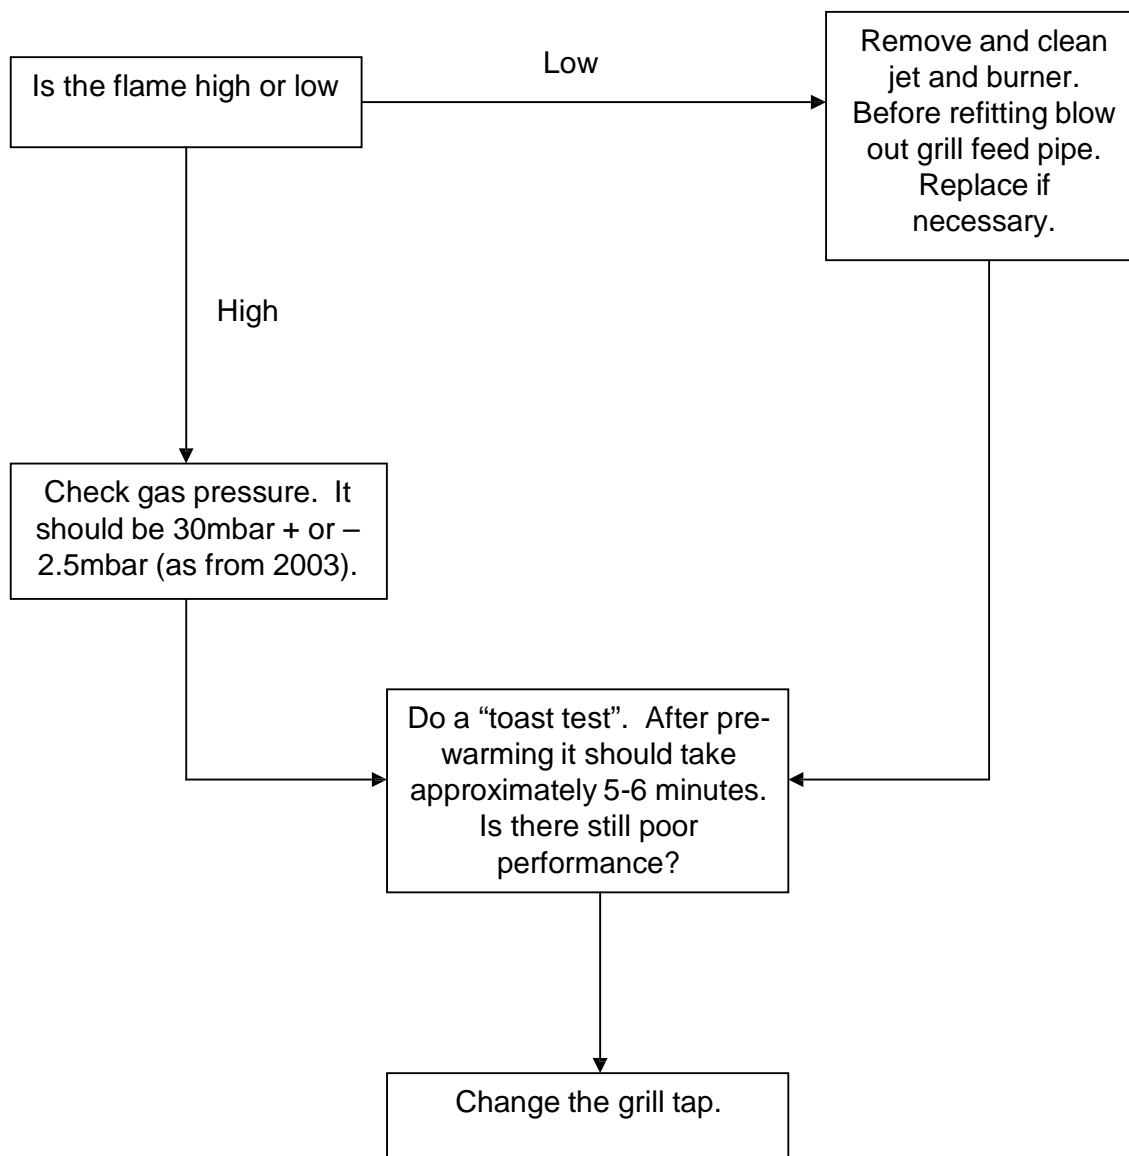 Is the flame high or low
Low
Remove and clean
jet and burner.
Before refitting blow
out grill feed pipe.
Replace if
necessary.
High
Check gas pressure.  It
should be 30mbar + or –
2.5mbar (as from 2003).
Do a “toast test”.  After pre-
warming it should take
approximately 5-6 minutes.
Is there still poor
performance?
Change the grill tap.